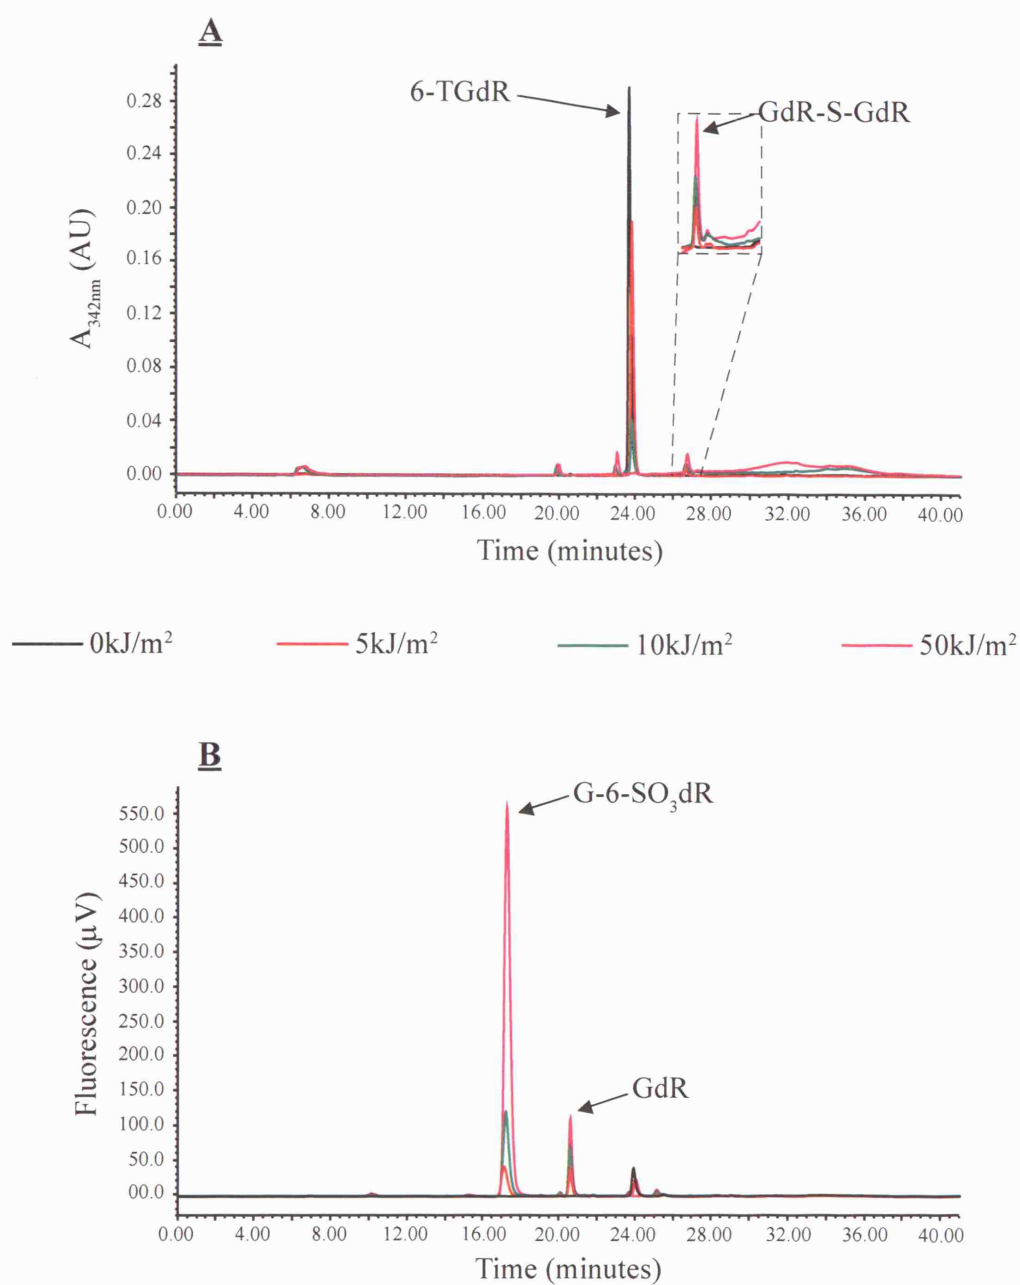 A
6-TGdR
GdR-S-GdR
0.28
0.24
0.20
0.16
0.12
0.08
0.04
0.00
A342nm (AU)
0.00 4.00 8.00 12.00 16.00 20.00 24.00 28.00 32.00 36.00 40.00
Time (minutes)
0kJ/m² 5kJ/m² 10kJ/m² 50kJ/m²
B
G-6-SO₃dR
GdR
550.0
500.0
450.0
400.0
350.0
300.0
250.0
200.0
150.0
100.0
50.0
00.0
Fluorescence (µV)
0.00 4.00 8.00 12.00 16.00 20.00 24.00 28.00 32.00 36.00 40.00
Time (minutes)